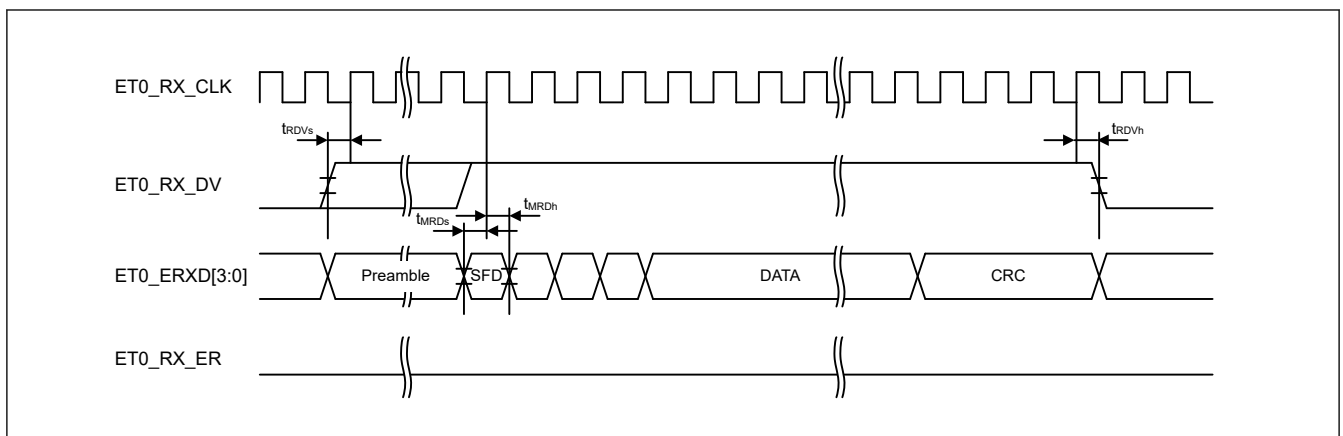 ET0_RX_CLK
tRDVs
tRDVh
ET0_RX_DV
tMRDs
tMRDh
ET0_ERXD[3:0]
Preamble
SFD
DATA
CRC
ET0_RX_ER